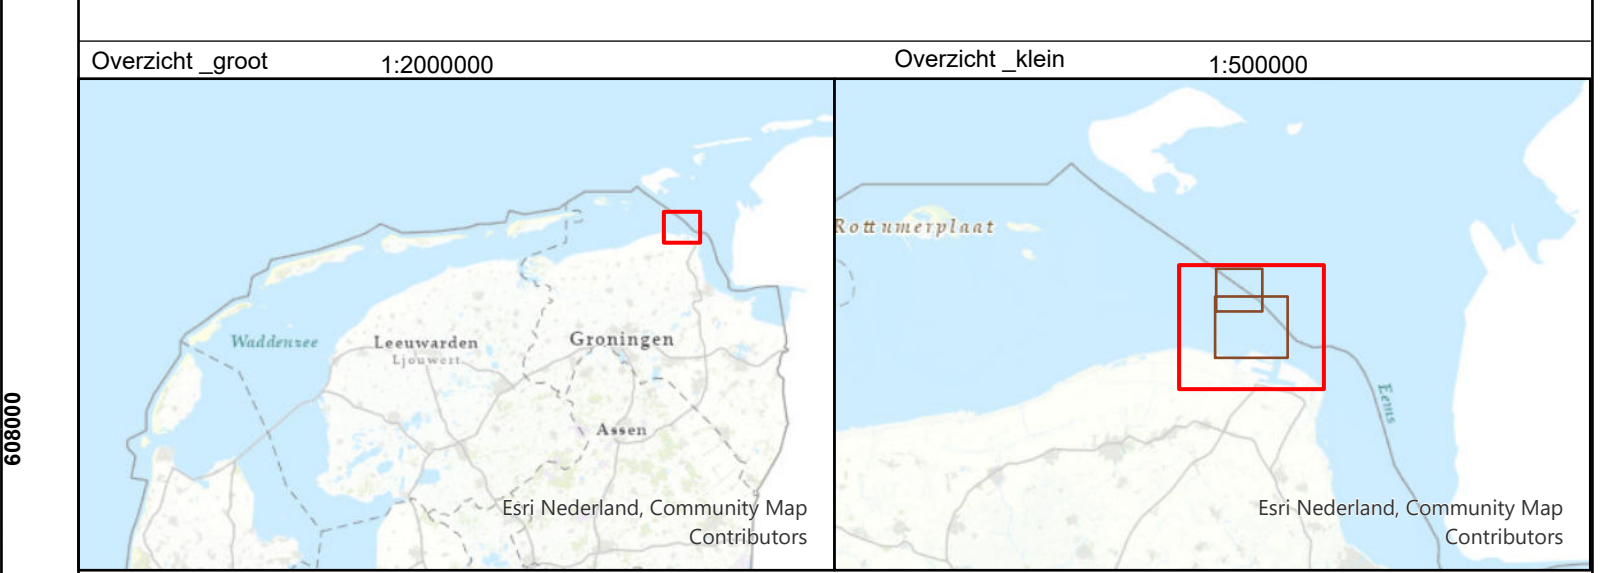 Overzicht _groot 1:2000000
Overzicht _klein 1:500000
Waddenzee
Leeuwarden
Ljouwert
Groningen
Assen
Esri Nederland, Community Map
Contributors
Rottumerplaat
Eems
Esri Nederland, Community Map
Contributors
608000